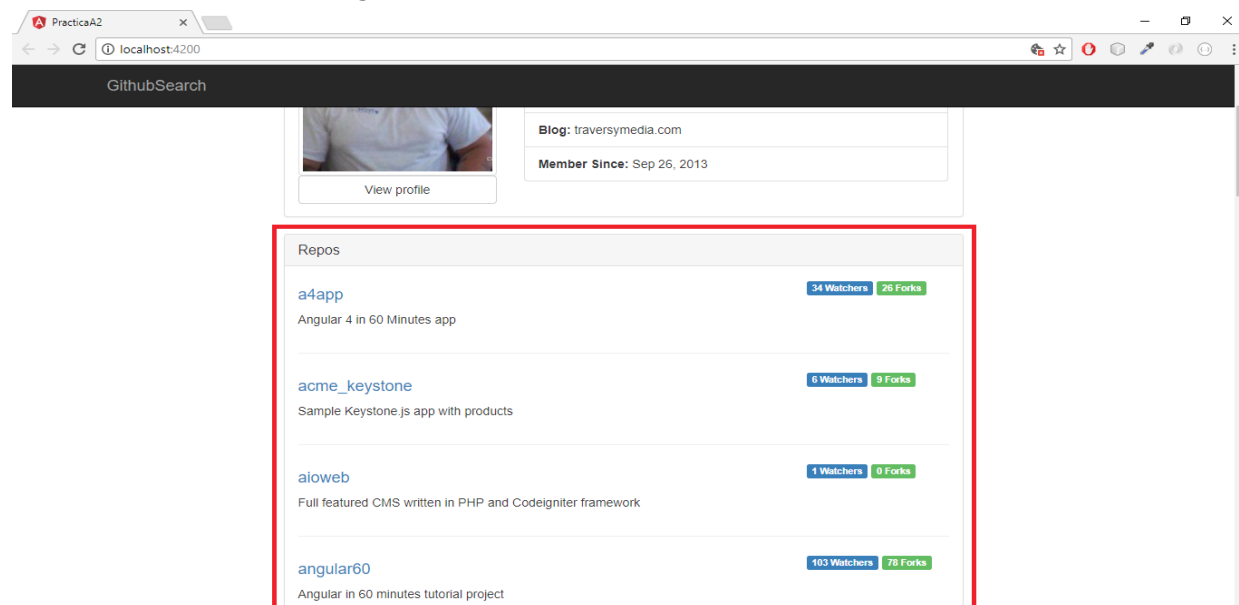 PracticaA2
localhost:4200
GithubSearch
Blog: traversymedia.com
Member Since: Sep 26, 2013
View profile
Repos
a4app
34 Watchers 26 Forks
Angular 4 in 60 Minutes app
acme_keystone
6 Watchers 9 Forks
Sample Keystone.js app with products
aioweb
1 Watchers 0 Forks
Full featured CMS written in PHP and Codeigniter framework
angular60
103 Watchers 78 Forks
Angular in 60 minutes tutorial project